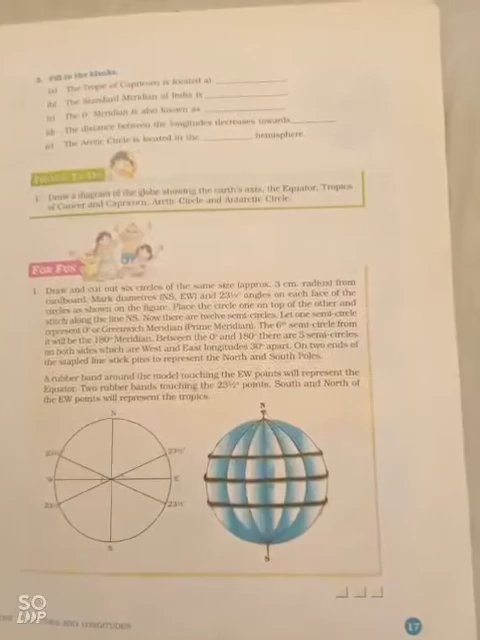 3. Fill in the blanks.
(a) The Tropic of Capricorn is located at
(b) The Standard Meridian of India is
(c) The 0° Meridian is also known as
(d) The distance between the longitudes decreases towards
(e) The Arctic Circle is located in the hemisphere.
1. Draw a diagram of the globe showing the earth's axis, the Equator, Tropics
of Cancer and Capricorn, Arctic Circle and Antarctic Circle.
FOR FUN
1. Draw and cut out six circles of the same size (approx. 3 cm. radius) from
cardboard. Mark diametres (NS, EW) and 23½° angles on each face of the
circles as shown on the figure. Place the circle one on top of the other and
stitch along the line NS. Now there are twelve semi-circles. Let one semi-circle
represent 0° or Greenwich Meridian (Prime Meridian). The 6th semi-circle from
it will be the 180° Meridian. Between the 0° and 180° there are 5 semi-circles
on both sides which are West and East longitudes 30° apart. On two ends of
the stapled line stick pins to represent the North and South Poles.
A rubber band around the model touching the EW points will represent the
Equator. Two rubber bands touching the 23½° points, South and North of
the EW points will represent the tropics.
N
N
23½°
23½°
W
E
23½°
23½°
S
S
AND LONGITUDES
17